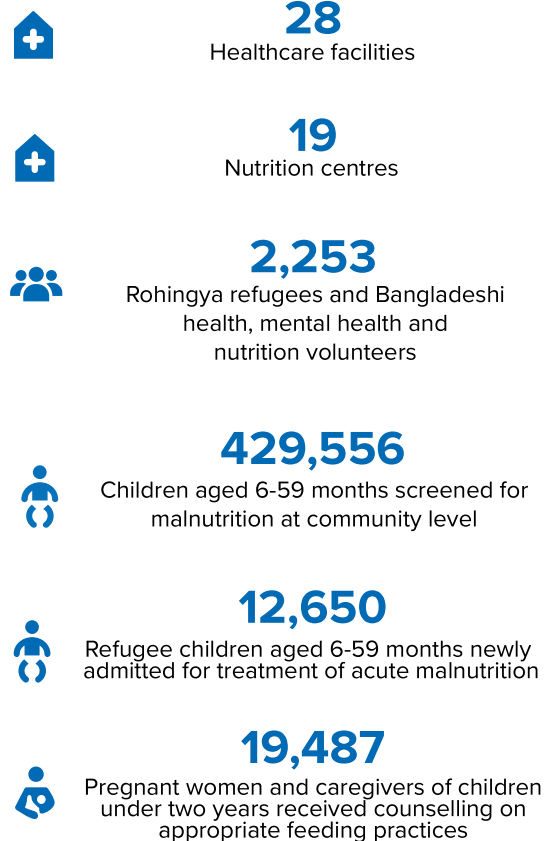 28
Healthcare facilities
19
Nutrition centres
2,253
Rohingya refugees and Bangladeshi
health, mental health and
nutrition volunteers
429,556
Children aged 6-59 months screened for
malnutrition at community level
12,650
Refugee children aged 6-59 months newly
admitted for treatment of acute malnutrition
19,487
Pregnant women and caregivers of children
under two years received counselling on
appropriate feeding practices